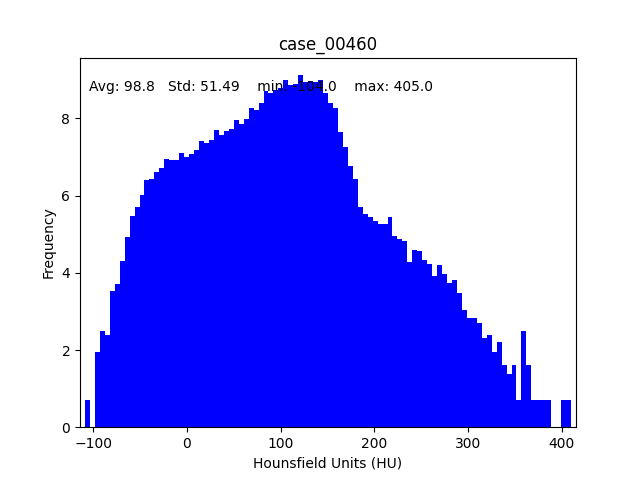 case_00460
Avg: 98.8 Std: 51.49 min: -104.0 max: 405.0
8
6
4
2
0
Frequency
−100 0 100 200 300 400
Hounsfield Units (HU)